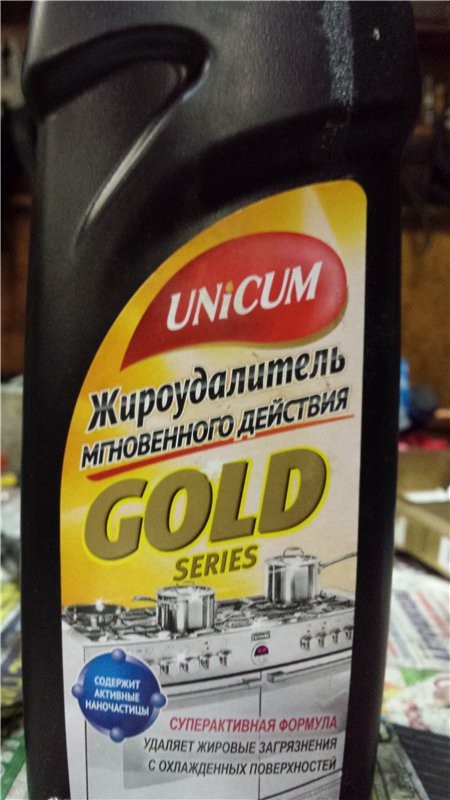 UNiCUM
Жироудалитель
МГНОВЕННОГО ДЕЙСТВИЯ
GOLD
SERIES
СОДЕРЖИТ
АКТИВНЫЕ
НАНОЧАСТИЦЫ
СУПЕРАКТИВНАЯ ФОРМУЛА
УДАЛЯЕТ ЖИРОВЫЕ ЗАГРЯЗНЕНИЯ
С ОХЛАЖДЕННЫХ ПОВЕРХНОСТЕЙ